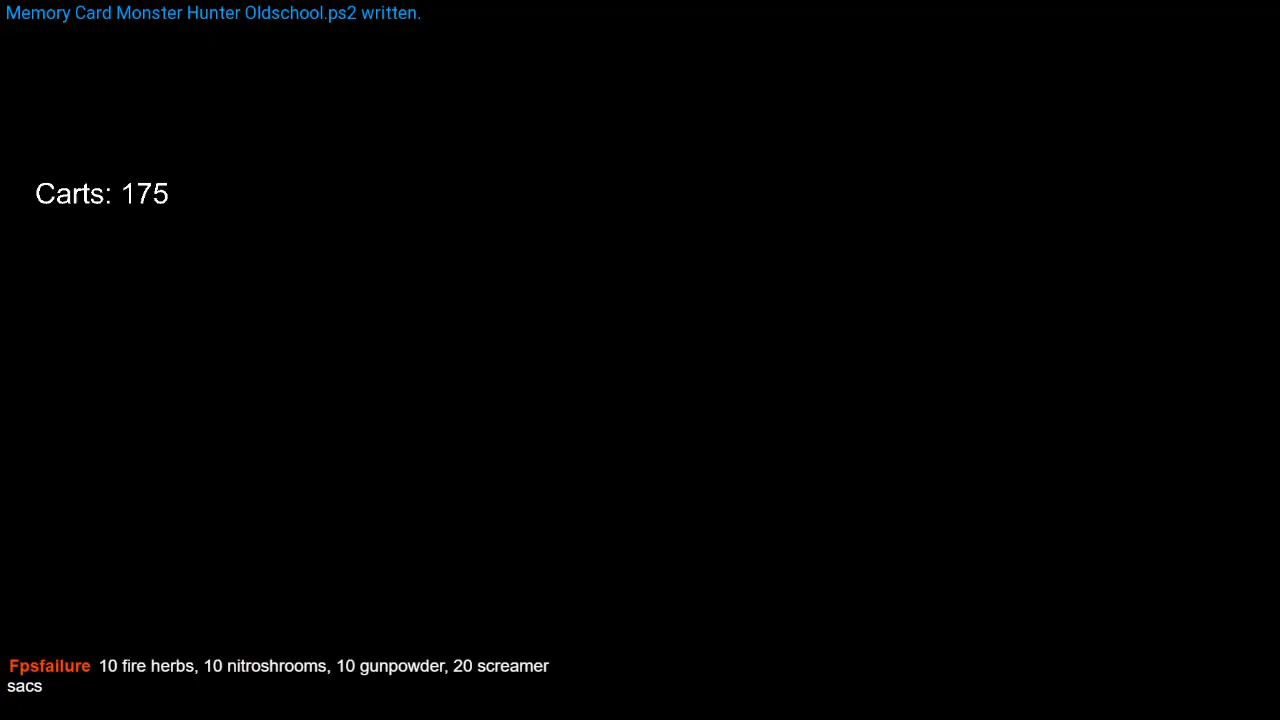 Memory Card Monster Hunter Oldschool.ps2 written.
Carts: 175
Fpsfailure 10 fire herbs, 10 nitroshrooms, 10 gunpowder, 20 screamer
sacs